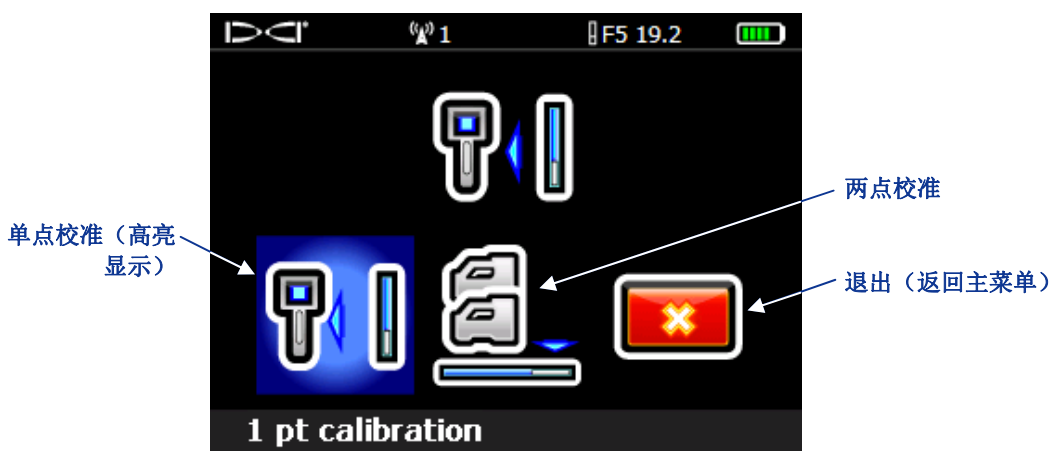 DCI
1
F5 19.2
两点校准
单点校准（高亮
显示）
退出（返回主菜单）
1 pt calibration